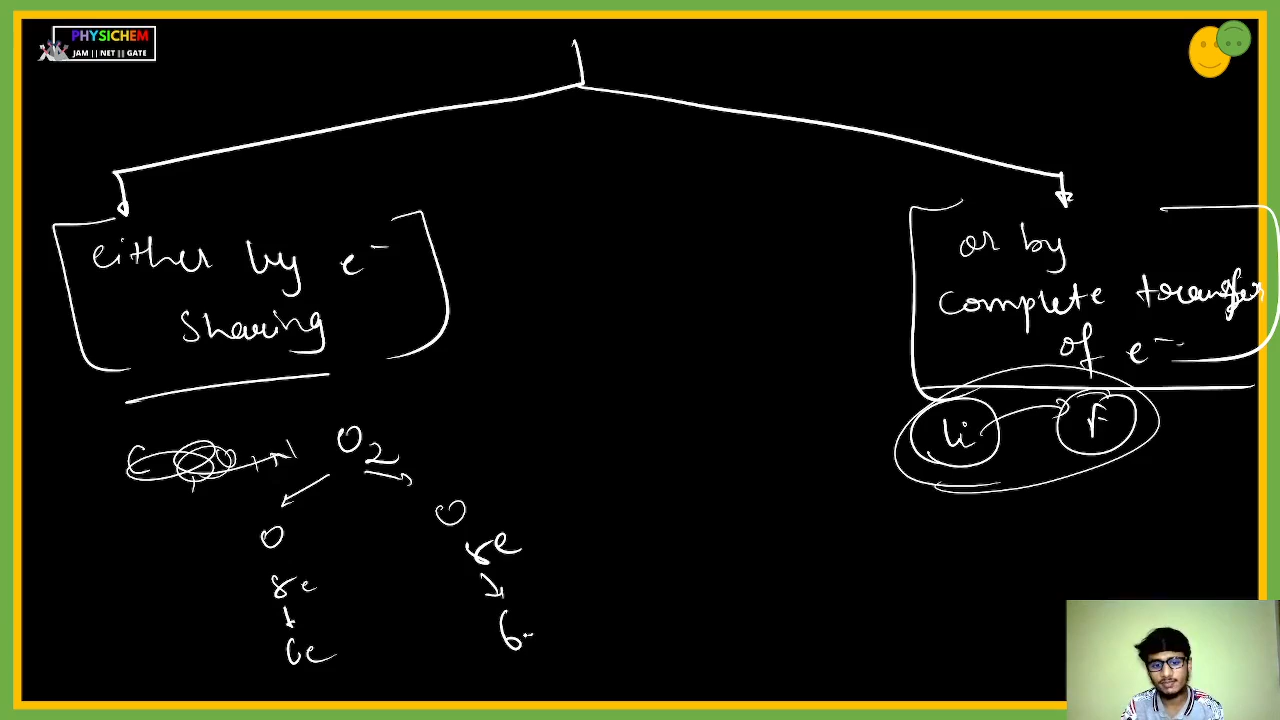 PHYSICHEM
JAM || NET || GATE
either by e⁻
sharing
or by
complete transfer
of e⁻
Li
F
O₂
O
O
8e
8e
6e
6